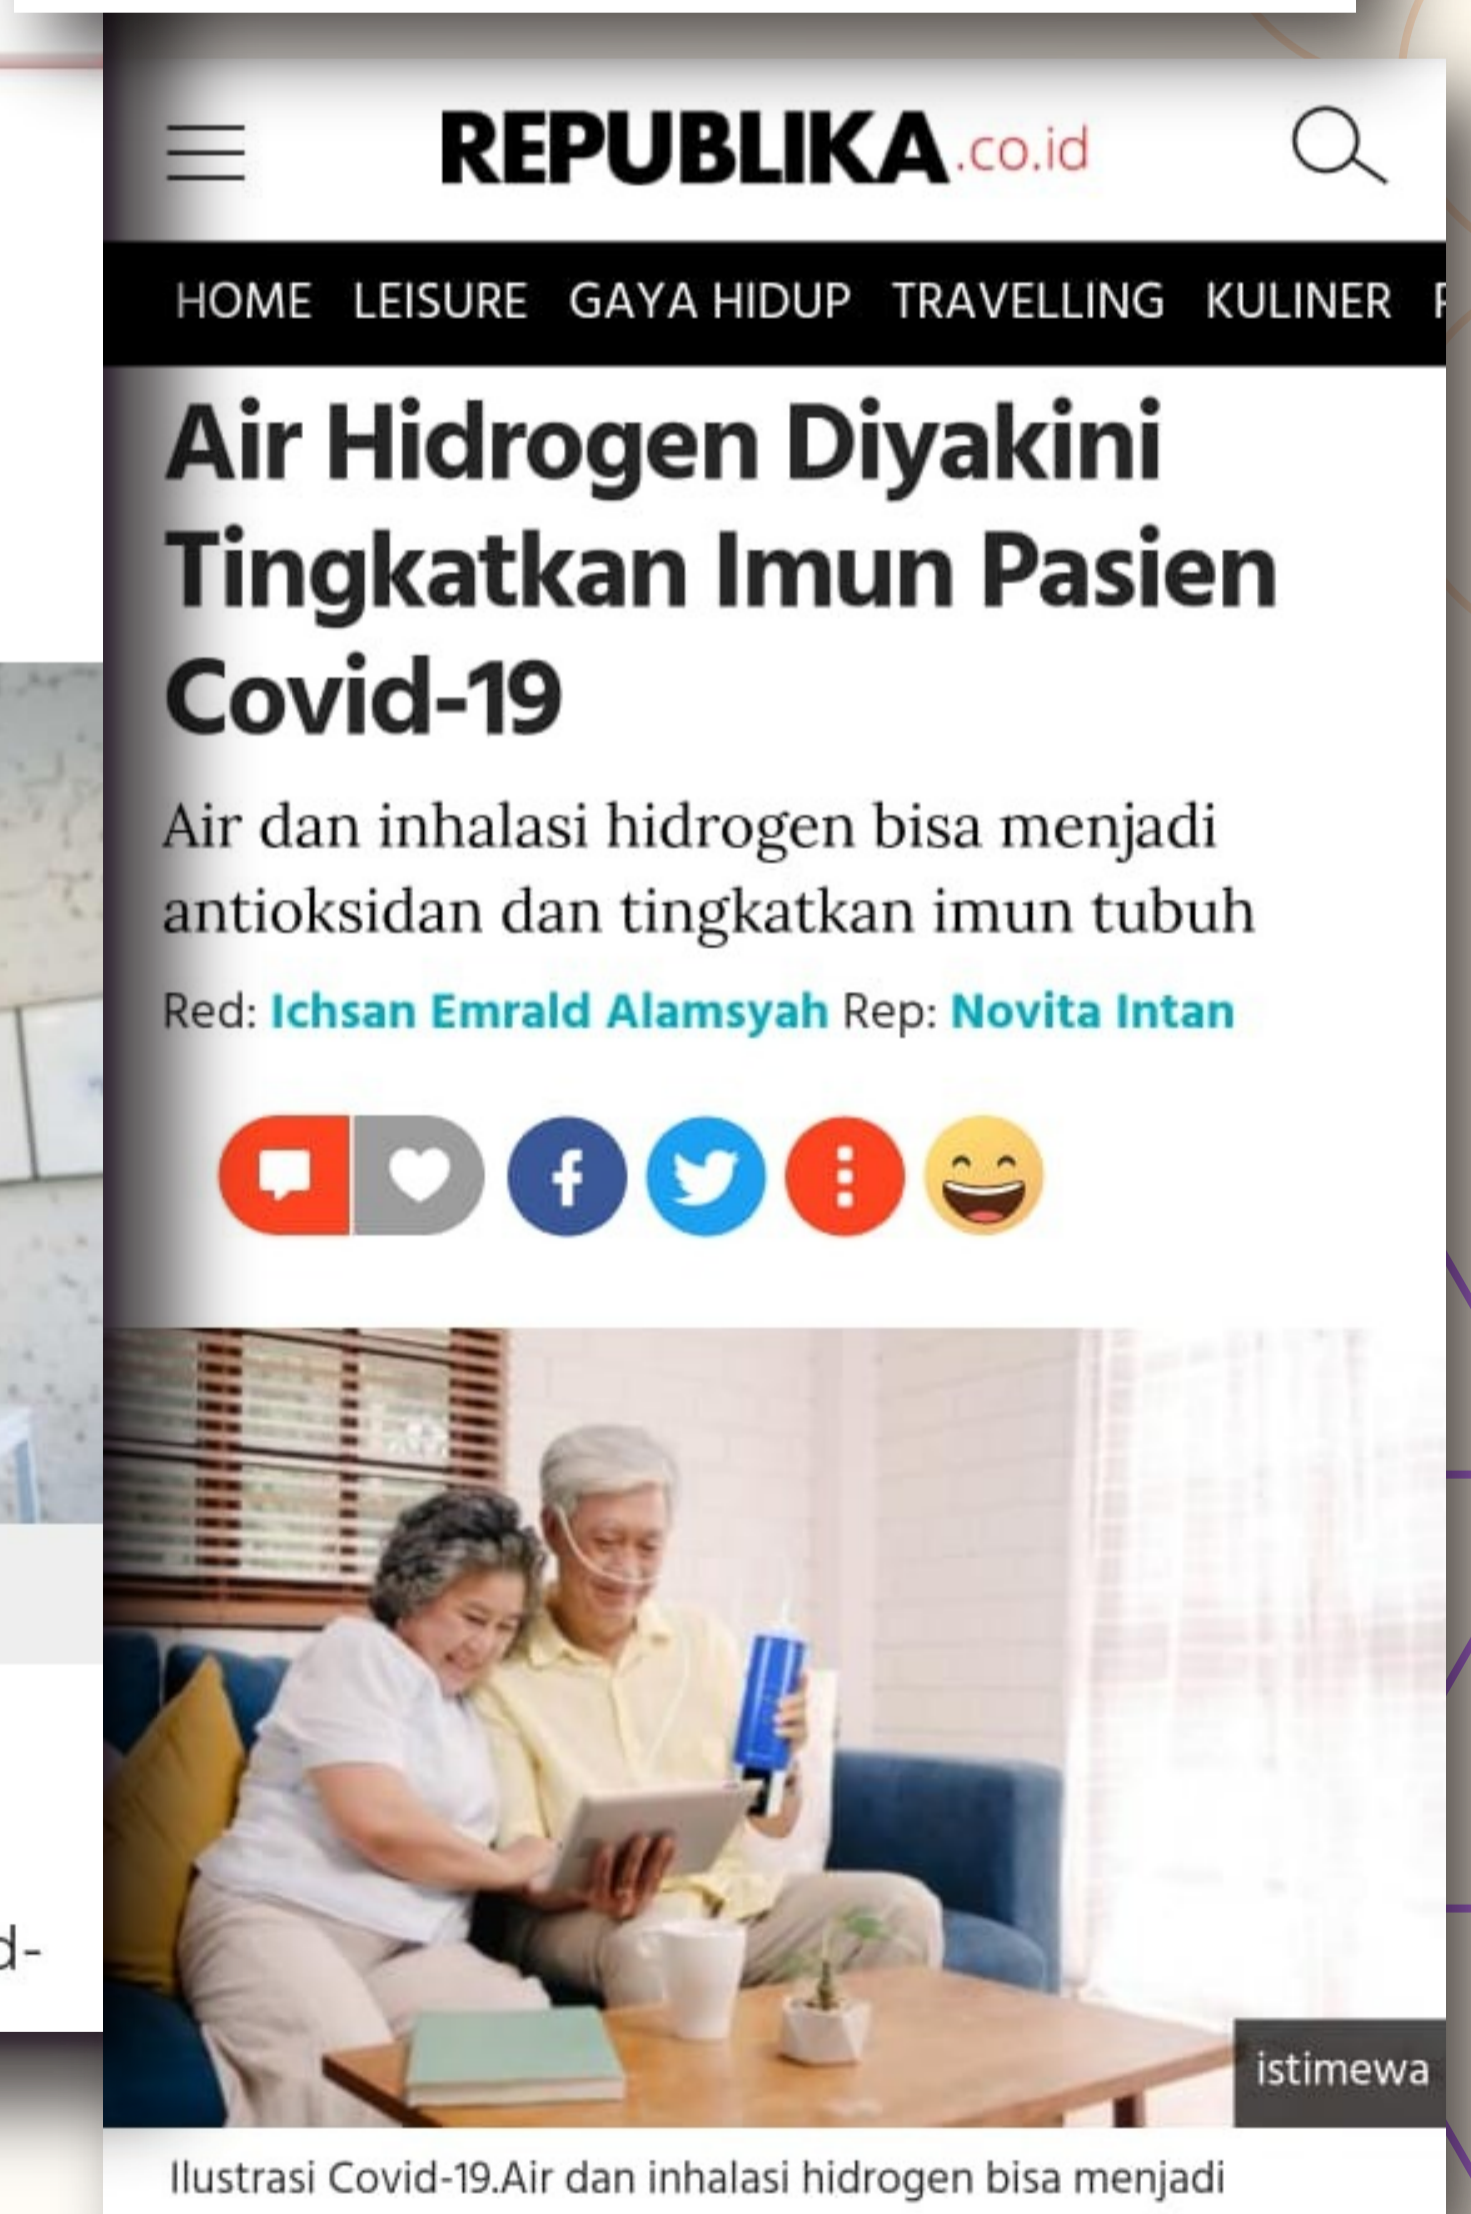 REPUBLIKA.co.id
HOME LEISURE GAYA HIDUP TRAVELLING KULINER
Air Hidrogen Diyakini
Tingkatkan Imun Pasien
Covid-19
Air dan inhalasi hidrogen bisa menjadi
antioksidan dan tingkatkan imun tubuh
Red: Ichsan Emrald Alamsyah Rep: Novita Intan
d-
istimewa
Ilustrasi Covid-19.Air dan inhalasi hidrogen bisa menjadi